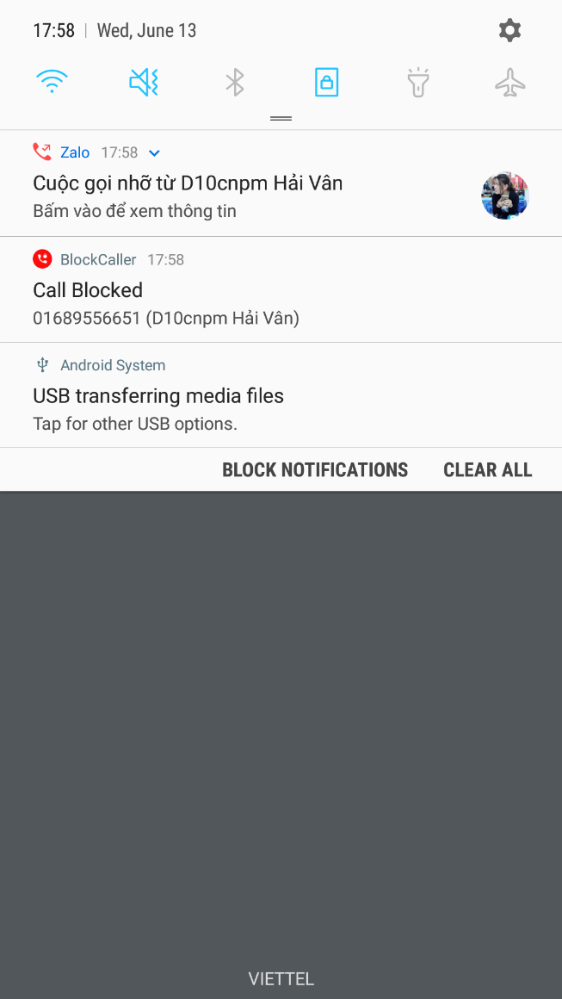 17:58 | Wed, June 13
Zalo 17:58
Cuộc gọi nhỡ từ D10cnpm Hải Vân
Bấm vào để xem thông tin
BlockCaller 17:58
Call Blocked
01689556651 (D10cnpm Hải Vân)
Android System
USB transferring media files
Tap for other USB options.
BLOCK NOTIFICATIONS CLEAR ALL
VIETTEL